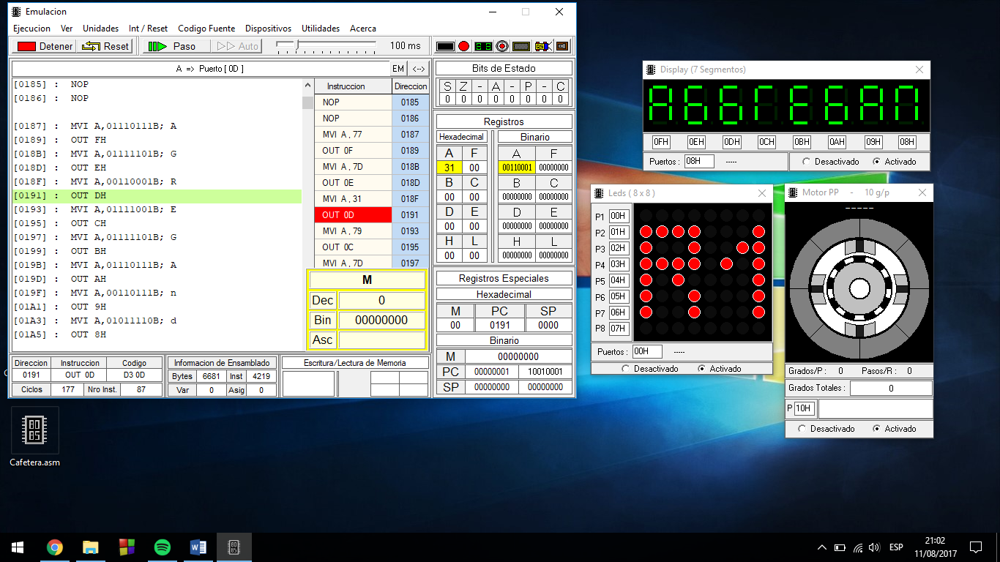 Emulacion
Ejecucion Ver Unidades Int / Reset Codigo Fuente Dispositivos Utilidades Acerca
Detener Reset Paso Auto 100 ms
A => Puerto [ 0D ] EM <-->
[0185] : NOP
[0186] : NOP
[0187] : MVI A,01110111B; A
[0189] : OUT FH
[018B] : MVI A,01111101B; G
[018D] : OUT EH
[018F] : MVI A,00110001B; R
[0191] : OUT DH
[0193] : MVI A,01111001B; E
[0195] : OUT CH
[0197] : MVI A,01111101B; G
[0199] : OUT BH
[019B] : MVI A,01110111B; A
[019D] : OUT AH
[019F] : MVI A,00110111B; n
[01A1] : OUT 9H
[01A3] : MVI A,01011110B; d
[01A5] : OUT 8H
Instruccion Direccion
NOP 0185
NOP 0186
MVI A,77 0187
OUT 0F 0189
MVI A,7D 018B
OUT 0E 018D
MVI A,31 018F
OUT 0D 0191
MVI A,79 0193
OUT 0C 0195
MVI A,7D 0197
M
Dec 0
Bin 00000000
Asc
Direccion Instruccion Codigo
0191 OUT 0D D3 0D
Ciclos 177 Nro Inst. 87
Informacion de Ensamblado
Bytes 6681 Inst 4219
Var 0 Asig 0
Escritura/Lectura de Memoria
Bits de Estado
S Z - A - P - C
0 0 0 0 0 0 0 0
Registros
Hexadecimal Binario
A F A F
31 00 00110001 00000000
B C B C
00 00 00000000 00000000
D E D E
00 00 00000000 00000000
H L H L
00 00 00000000 00000000
Registros Especiales
Hexadecimal
M PC SP
00 0191 0000
Binario
M 00000000
PC 00000001 10010001
SP 00000000 00000000
Display (7 Segmentos)
0FH 0EH 0DH 0CH 0BH 0AH 09H 08H
Puertos : 08H ----- Desactivado Activado
Leds ( 8 x 8 )
P1 00H
P2 01H
P3 02H
P4 03H
P5 04H
P6 05H
P7 06H
P8 07H
Puertos : 00H -----
Desactivado Activado
Motor PP - 10 g/p
-----
Grados/P : 0 Pasos/R : 0
Grados Totales : 0
P 10H
Desactivado Activado
80
85
Cafetera.asm
ESP
21:02
11/08/2017